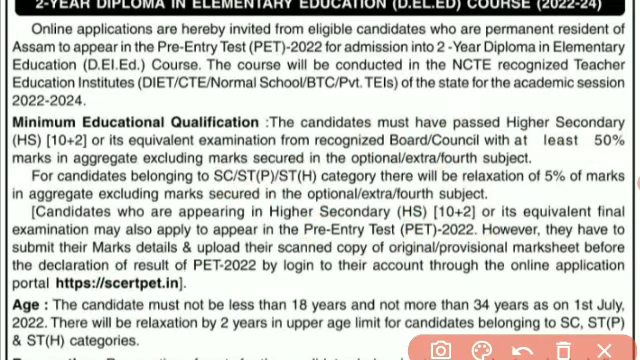 2-YEAR DIPLOMA IN ELEMENTARY EDUCATION (D.EL.ED) COURSE (2022-24)
Online applications are hereby invited from eligible candidates who are permanent resident of
Assam to appear in the Pre-Entry Test (PET)-2022 for admission into 2 -Year Diploma in Elementary
Education (D.El.Ed.) Course. The course will be conducted in the NCTE recognized Teacher
Education Institutes (DIET/CTE/Normal School/BTC/Pvt. TEIs) of the state for the academic session
2022-2024.
Minimum Educational Qualification :The candidates must have passed Higher Secondary
(HS) [10+2] or its equivalent examination from recognized Board/Council with at least 50%
marks in aggregate excluding marks secured in the optional/extra/fourth subject.
For candidates belonging to SC/ST(P)/ST(H) category there will be relaxation of 5% of marks
in aggregate excluding marks secured in the optional/extra/fourth subject.
[Candidates who are appearing in Higher Secondary (HS) [10+2] or its equivalent final
examination may also apply to appear in the Pre-Entry Test (PET)-2022. However, they have to
submit their Marks details & upload their scanned copy of original/provisional marksheet before
the declaration of result of PET-2022 by login to their account through the online application
portal https://scertpet.in].
Age : The candidate must not be less than 18 years and not more than 34 years as on 1st July,
2022. There will be relaxation by 2 years in upper age limit for candidates belonging to SC, ST(P)
& ST(H) categories.